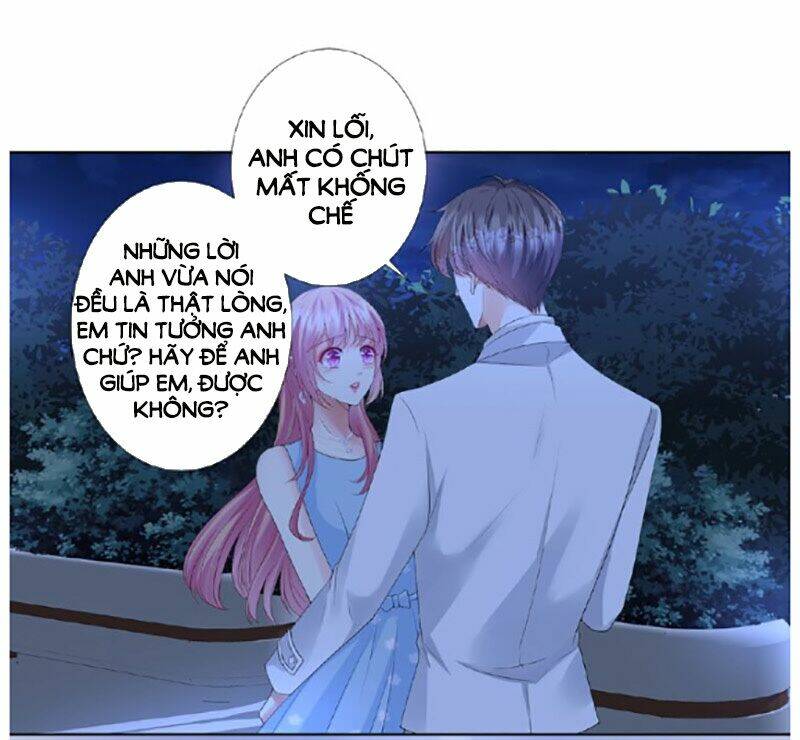 XIN LỖI,
ANH CÓ CHÚT
MẤT KHỐNG
CHẾ
NHỮNG LỜI
ANH VỪA NÓI
ĐỀU LÀ THẬT LÒNG,
EM TIN TƯỞNG ANH
CHỨ? HÃY ĐỂ ANH
GIÚP EM, ĐƯỢC
KHÔNG?